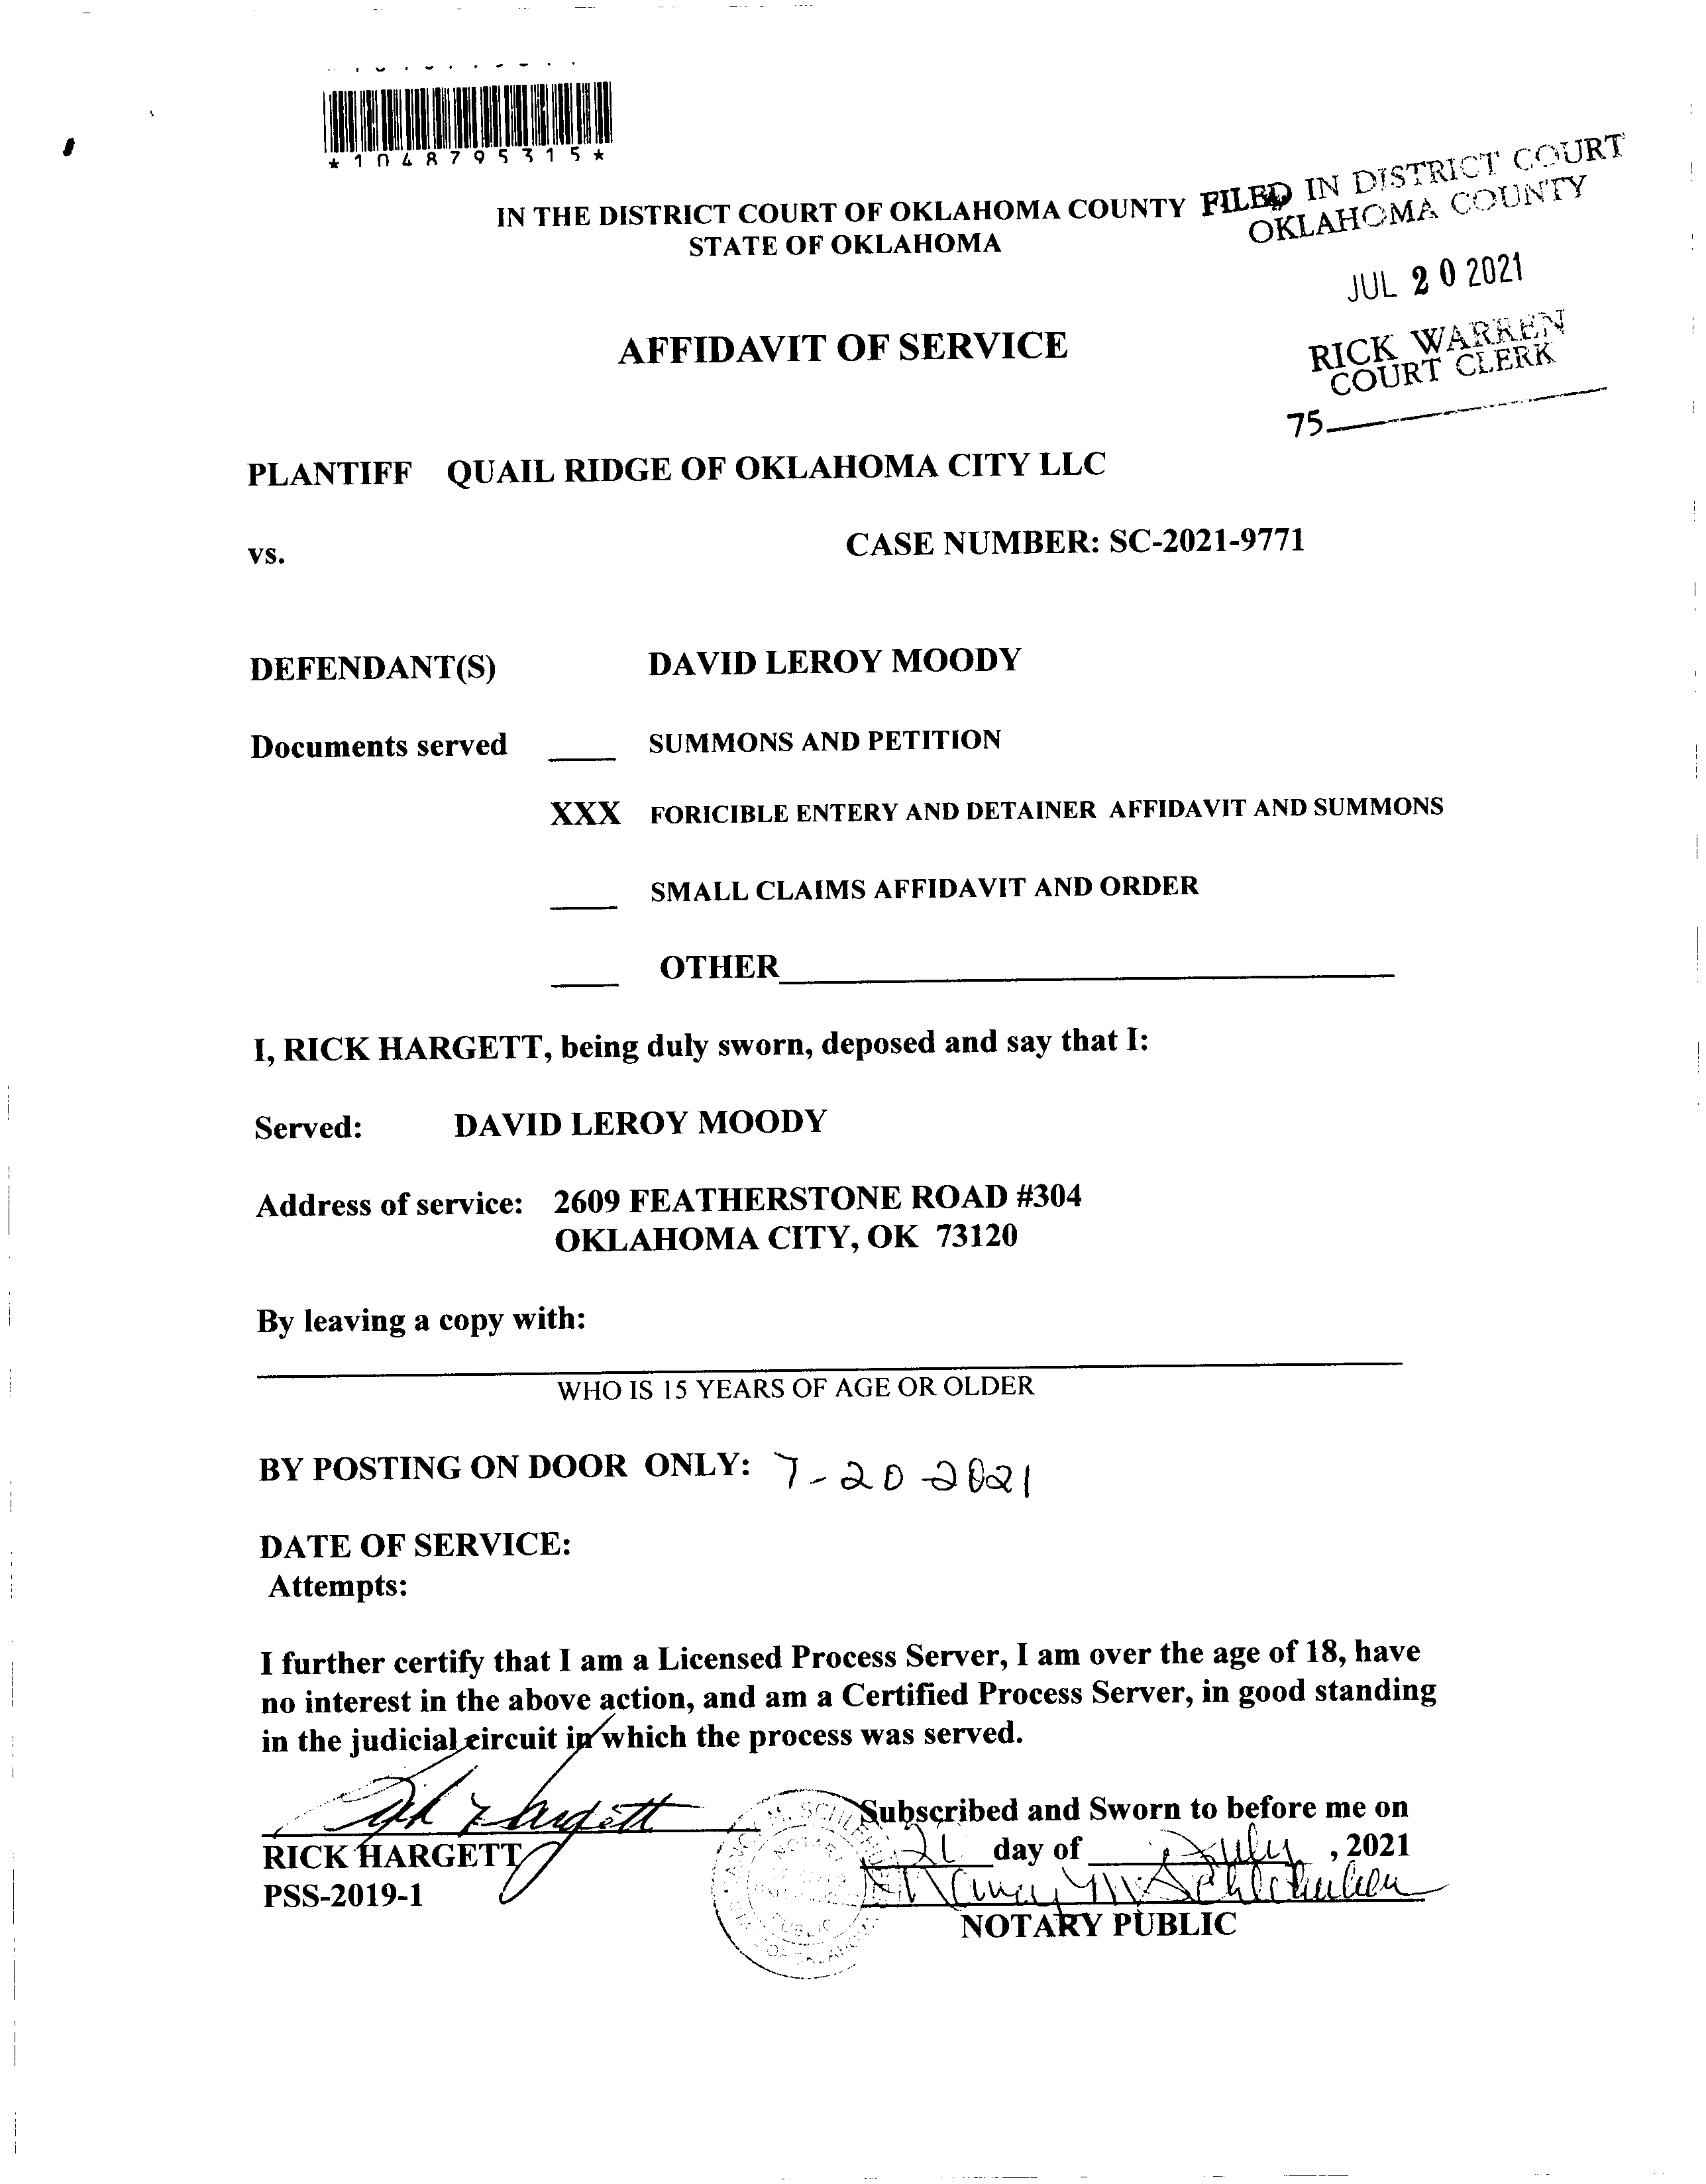 *1048795315*
IN THE DISTRICT COURT OF OKLAHOMA COUNTY
STATE OF OKLAHOMA
FILED IN DISTRICT COURT
OKLAHOMA COUNTY
JUL 20 2021
RICK WARREN
COURT CLERK
75
AFFIDAVIT OF SERVICE
PLANTIFF QUAIL RIDGE OF OKLAHOMA CITY LLC
vs. CASE NUMBER: SC-2021-9771
DEFENDANT(S) DAVID LEROY MOODY
Documents served ____ SUMMONS AND PETITION
XXX FORICIBLE ENTERY AND DETAINER AFFIDAVIT AND SUMMONS
____ SMALL CLAIMS AFFIDAVIT AND ORDER
____ OTHER____
I, RICK HARGETT, being duly sworn, deposed and say that I:
Served: DAVID LEROY MOODY
Address of service: 2609 FEATHERSTONE ROAD #304
OKLAHOMA CITY, OK 73120
By leaving a copy with:
WHO IS 15 YEARS OF AGE OR OLDER
BY POSTING ON DOOR ONLY: 7-20-2021
DATE OF SERVICE:
Attempts:
I further certify that I am a Licensed Process Server, I am over the age of 18, have
no interest in the above action, and am a Certified Process Server, in good standing
in the judicial circuit in which the process was served.
Hargett
RICK HARGETT
PSS-2019-1
Subscribed and Sworn to before me on
21 day of July, 2021
Nancy M Schlethuber
NOTARY PUBLIC
NOTARY
PUBLIC